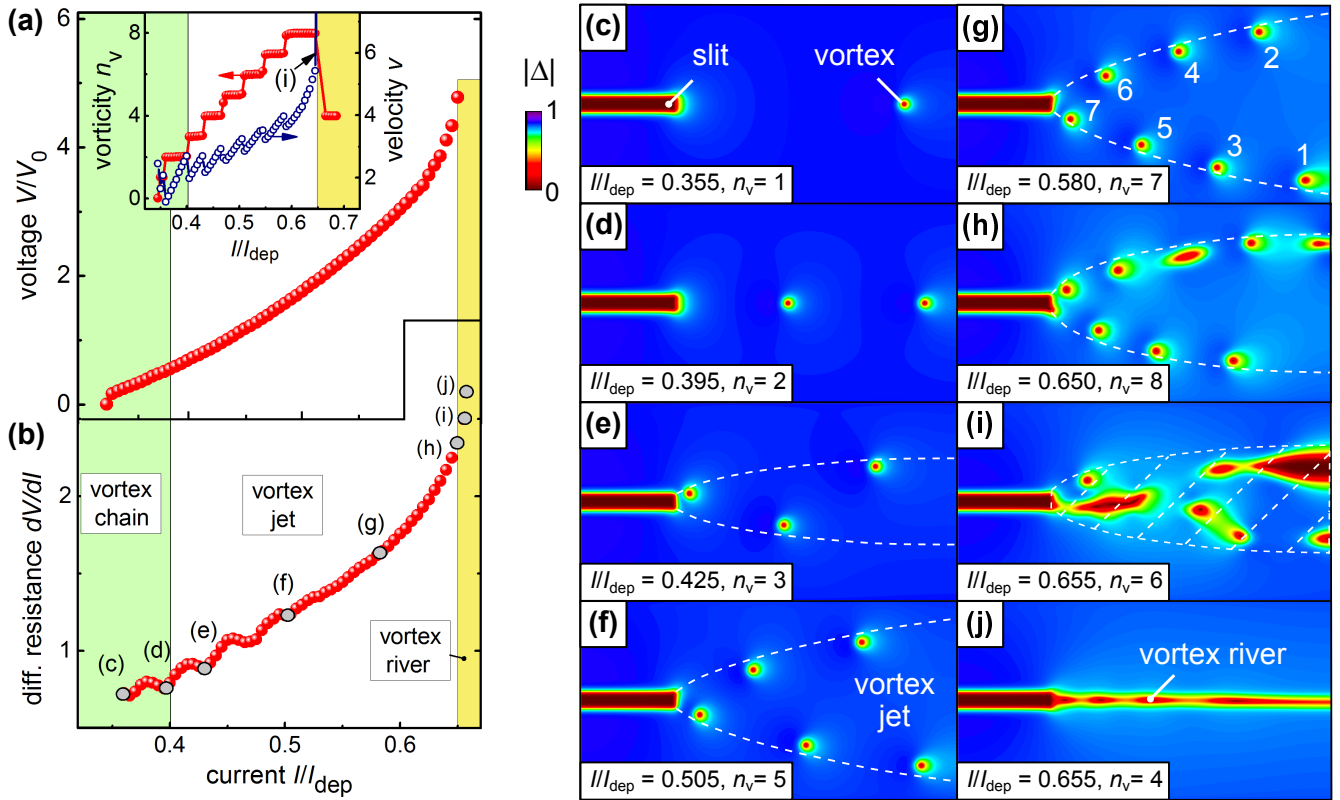 (a)
6
4
2
0
voltage V/V0
8
4
0
vorticity nv
6
4
2
velocity v
(i)
0.4 0.5 0.6 0.7
I/Idep
|Δ|
1
0
(b)
2
1
diff. resistance dV/dI
vortex
chain
vortex
jet
vortex
river
(c)
(d)
(e)
(f)
(g)
(h)
(i)
(j)
0.4 0.5 0.6
current I/Idep
(c)
slit
vortex
I/Idep = 0.355, nv= 1
(d)
I/Idep = 0.395, nv= 2
(e)
I/Idep = 0.425, nv= 3
(f)
vortex
jet
I/Idep = 0.505, nv= 5
(g)
2
4
6
7
5
3
1
I/Idep = 0.580, nv= 7
(h)
I/Idep = 0.650, nv= 8
(i)
I/Idep = 0.655, nv= 6
(j)
vortex river
I/Idep = 0.655, nv= 4